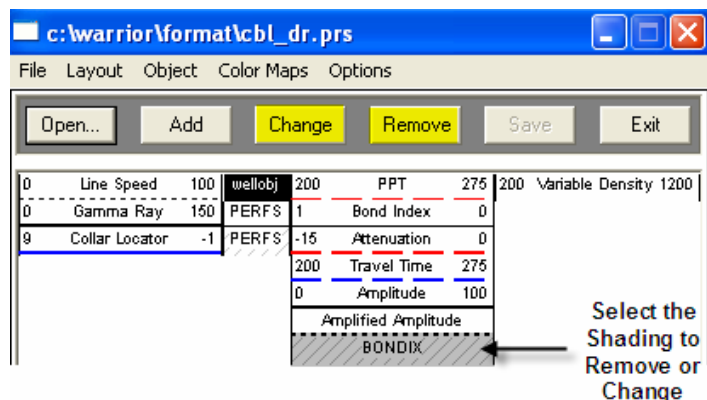 c:\warrior\format\cbl_dr.prs
File Layout Object Color Maps Options
Open... Add Change Remove Save Exit
0 Line Speed 100 wellobj 200 PPT 275 200 Variable Density 1200
0 Gamma Ray 150 PERFS 1 Bond Index 0
9 Collar Locator -1 PERFS -15 Attenuation 0
200 Travel Time 275
0 Amplitude 100
Amplified Amplitude
BONDIX
Select the
Shading to
Remove or
Change